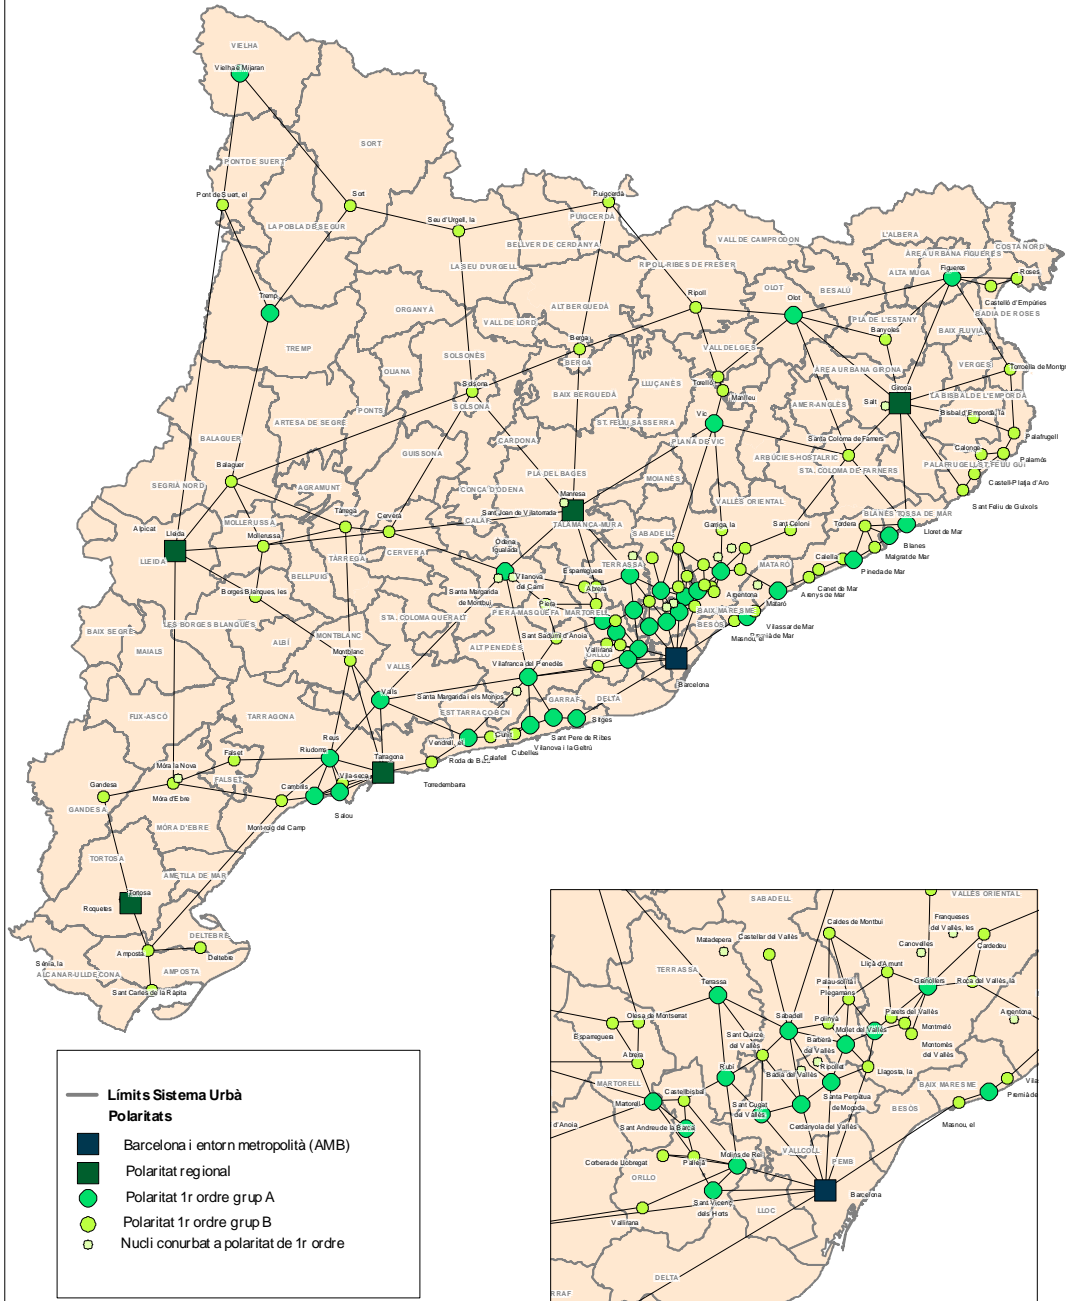 VIELHA
Vielha e Mijaran
SORT
PONT DE SUERT
Pont de Suert, el
Sort
LA POBLA DE SEGUR
Seu d'Urgell, la
Puigcerdà
PUIGCERDÀ
BELLVER DE CERDANYA
LA SEU D'URGELL
VALL DE CAMPRODON
RIPOLL-RIBES DE FRESER
L'ALBERA
ÀREA URBANA FIGUERES
COSTA NORD
ALTA MUGA
Figueres
Roses
Castelló d'Empúries
BADIA DE ROSES
OLOT
BESALÚ
Olot
Ripoll
Tremp
ORGANYÀ
ALT BERGUEDÀ
VALL DE LORD
PLA DE L'ESTANY
Banyoles
BAIX FLUVIÀ
TREMP
SOLSONÈS
Berga
BERGA
VALL DEL GES
OLIANA
Solsona
SOLSONA
BAIX BERGUEDÀ
LLUÇANÈS
Torelló
Manlleu
ÀREA URBANA GIRONA
VERGES
Girona
Salt
LA BISBAL DE L'EMPORDÀ
Bisbal d'Empordà, la
AMER-ANGLÈS
PONTS
ARTESA DE SEGRE
ST. FELIU SASSERRA
Vic
PLANA DE VIC
Palafrugell
Santa Coloma de Farners
Calonge
Palamós
BALAGUER
GUISSONA
CARDONA
PLA DE BAGES
ARBÚCIES-HOSTALRIC
STA. COLOMA DE FARNERS
Castell-Platja d'Aro
Sant Feliu de Guíxols
Balaguer
SEGRIÀ NORD
AGRAMUNT
CONCA D'ÒDENA
MOIANÈS
Manresa
Sant Joan de Vilatorrada
VALLÈS ORIENTAL
BLANES-TOSSA DE MAR
Alpicat
Lleida
LLEIDA
MOLLERUSSA
Mollerussa
Tàrrega
Cervera
CALAF
TALAMANCA-MURA
SABADELL
Garriga, la
Sant Celoni
Tordera
Lloret de Mar
Blanes
Malgrat de Mar
Pineda de Mar
Calella
Canet de Mar
Arenys de Mar
TÀRREGA
CERVERA
Òdena
Igualada
BELLPUIG
Borges Blanques, les
LES BORGES BLANQUES
Santa Margarida
de Montbui
Vilanova
del Camí
Esparreguera
Abrera
TERRASSA
MATARÓ
Argentona
Mataró
Vilassar de Mar
Premià de Mar
Masnou, el
BAIX MARESME
BESÒS
Piera
PIERA-MASQUEFA
MARTORELL
STA. COLOMA QUERALT
BAIX SEGRE
MAIALS
ALBÍ
MONTBLANC
Montblanc
VALLS
Valls
ALT PENEDÈS
Sant Sadurní d'Anoia
Vallirana
ORLLO
Vilafranca del Penedès
Santa Margarida i els Monjos
Barcelona
DELTA
GARRAF
FLIX-ASCÓ
TARRAGONA
EST TARRACO-BCN
Reus
Riudoms
Vendrell, el
Cunit
Cubelles
Calafell
Sitges
Sant Pere de Ribes
Vilanova i la Geltrú
Tarragona
Torredembarra
Vila-seca
Falset
FALSET
Móra la Nova
Móra d'Ebre
MÓRA D'EBRE
Gandesa
GANDESA
Cambrils
Salou
Mont-roig del Camp
TORTOSA
AMETLLA DE MAR
Tortosa
Roquetes
DELTEBRE
Deltebre
Amposta
AMPOSTA
Sénia, la
ALCANAR-ULLDECONA
Sant Carles de la Ràpita
VALLÈS ORIENTAL
SABADELL
Matadepera
Castellar del Vallès
Caldes de Montbui
Franqueses
del Vallès, les
Canovelles
Cardedeu
TERRASSA
Terrassa
Lliçà d'Amunt
Palau-solità i
Plegamans
Granollers
Roca del Vallès, la
Argentona
Olesa de Montserrat
Esparreguera
Abrera
Sabadell
Polinyà
Parets del Vallès
Mollet del Vallès
Montmeló
Montornès
del Vallès
Sant Quirze
del Vallès
Barberà
del Vallès
Badia del Vallès
Ripollet
Llagosta, la
MARTORELL
Rubí
Santa Perpètua
de Mogoda
BAIX MARESME
BESÒS
Vila
Premià de
Masnou, el
Martorell
Castellbisbal
Sant Cugat
del Vallès
Cerdanyola del Vallès
d'Anoia
Sant Andreu de la Barca
VALLCOLL
Corbera de Llobregat
Pallejà
Molins de Rei
PEMB
ORLLO
Sant Vicenç
dels Horts
Barcelona
Vallirana
LLOC
DELTA
RRAF
Límits Sistema Urbà
Polaritats
Barcelona i entorn metropolità (AMB)
Polaritat regional
Polaritat 1r ordre grup A
Polaritat 1r ordre grup B
Nucli conurbat a polaritat de 1r ordre